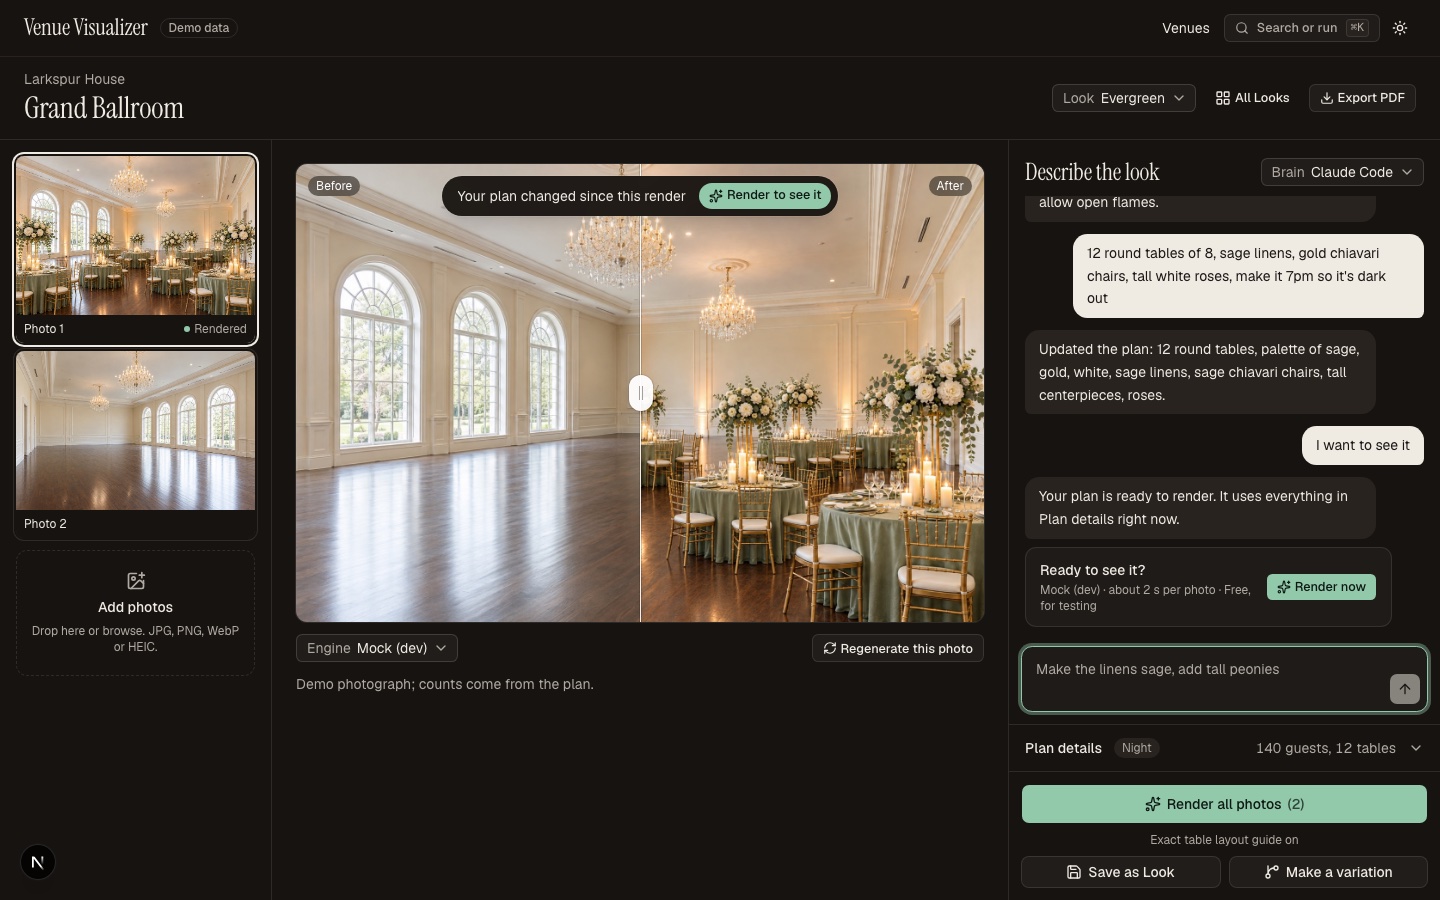 Venue Visualizer
Demo data
Venues
Search or run
⌘K
Larkspur House
Grand Ballroom
Look Evergreen
All Looks
Export PDF
Photo 1
Rendered
Photo 2
Add photos
Drop here or browse. JPG, PNG, WebP
or HEIC.
Before
Your plan changed since this render
Render to see it
After
Engine Mock (dev)
Regenerate this photo
Demo photograph; counts come from the plan.
Describe the look
Brain Claude Code
allow open flames.
12 round tables of 8, sage linens, gold chiavari
chairs, tall white roses, make it 7pm so it's dark
out
Updated the plan: 12 round tables, palette of sage,
gold, white, sage linens, sage chiavari chairs, tall
centerpieces, roses.
I want to see it
Your plan is ready to render. It uses everything in
Plan details right now.
Ready to see it?
Mock (dev) · about 2 s per photo · Free,
for testing
Render now
Make the linens sage, add tall peonies
Plan details
Night
140 guests, 12 tables
Render all photos (2)
Exact table layout guide on
Save as Look
Make a variation
N